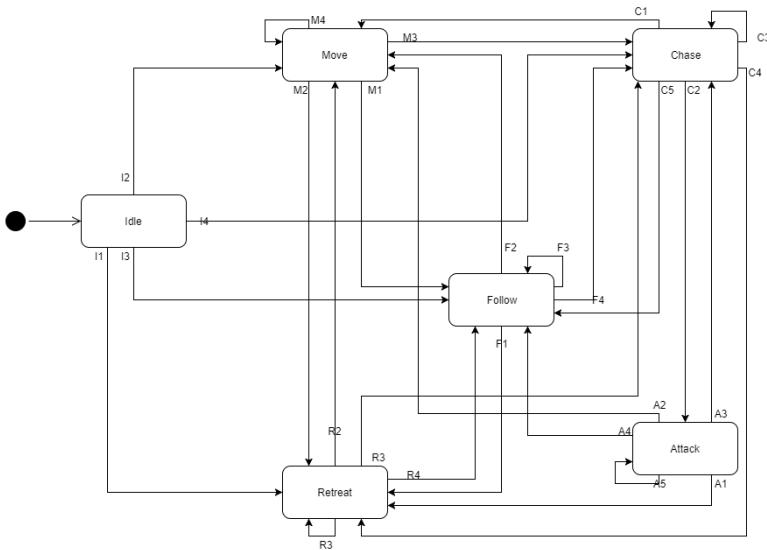 C1
M4
M3
C3
Move
Chase
C4
M2
M1
C5
C2
I2
Idle
I4
I1
I3
F2
F3
Follow
F4
F1
A2
A3
A4
R2
Attack
R3
R4
A5
A1
Retreat
R3